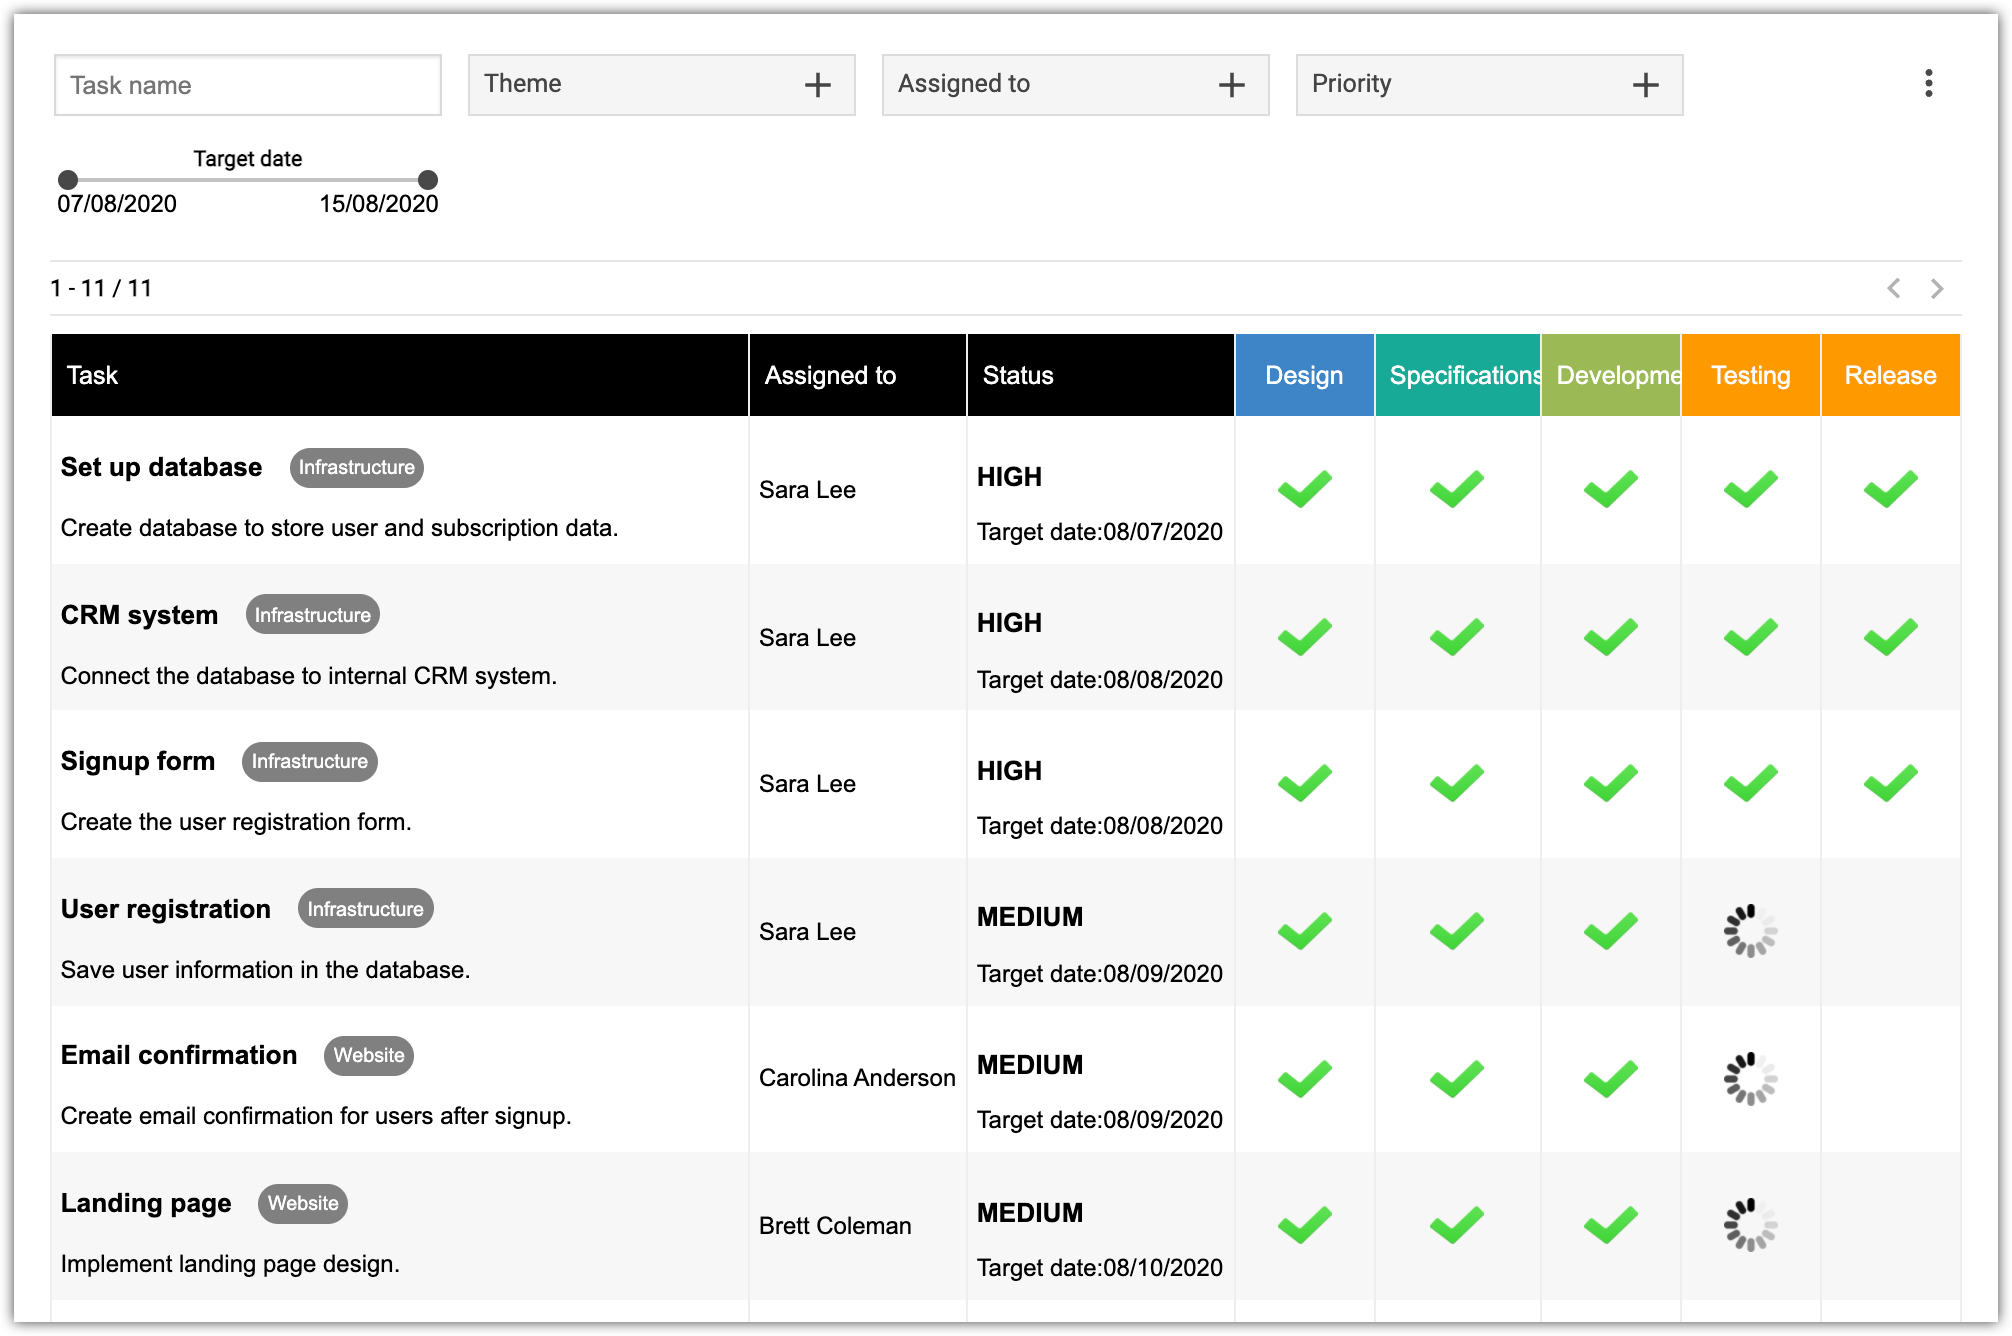 Task name
Theme
Assigned to
Priority
Target date
07/08/2020 15/08/2020
1 - 11 / 11
Task Assigned to Status Design Specifications Developme Testing Release
Set up database Infrastructure
Create database to store user and subscription data.
Sara Lee
HIGH
Target date:08/07/2020
CRM system Infrastructure
Connect the database to internal CRM system.
Sara Lee
HIGH
Target date:08/08/2020
Signup form Infrastructure
Create the user registration form.
Sara Lee
HIGH
Target date:08/08/2020
User registration Infrastructure
Save user information in the database.
Sara Lee
MEDIUM
Target date:08/09/2020
Email confirmation Website
Create email confirmation for users after signup.
Carolina Anderson
MEDIUM
Target date:08/09/2020
Landing page Website
Implement landing page design.
Brett Coleman
MEDIUM
Target date:08/10/2020